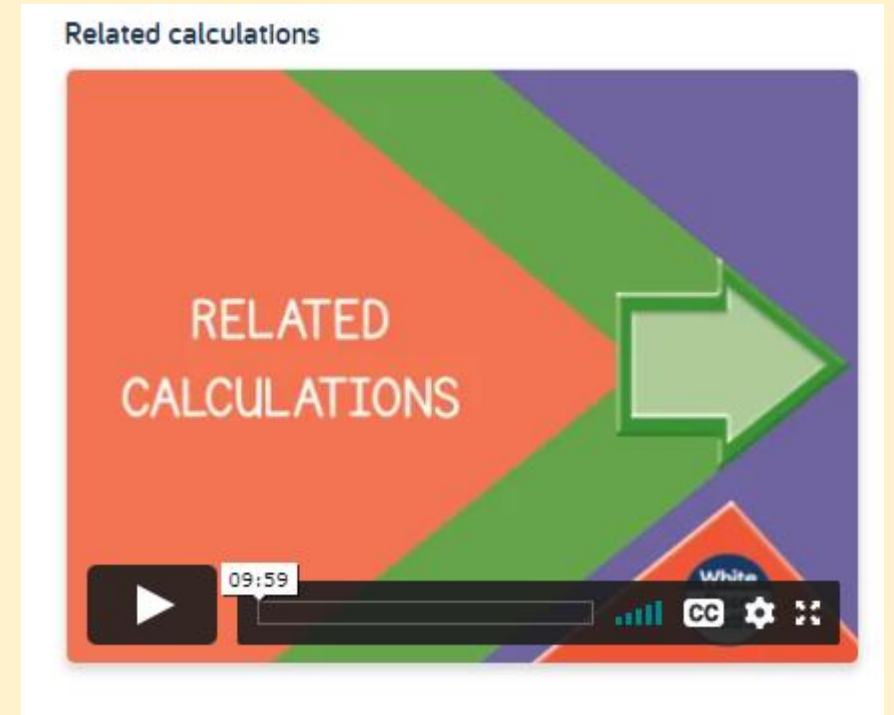 Related calculations
RELATED
CALCULATIONS
White
09:59
CC